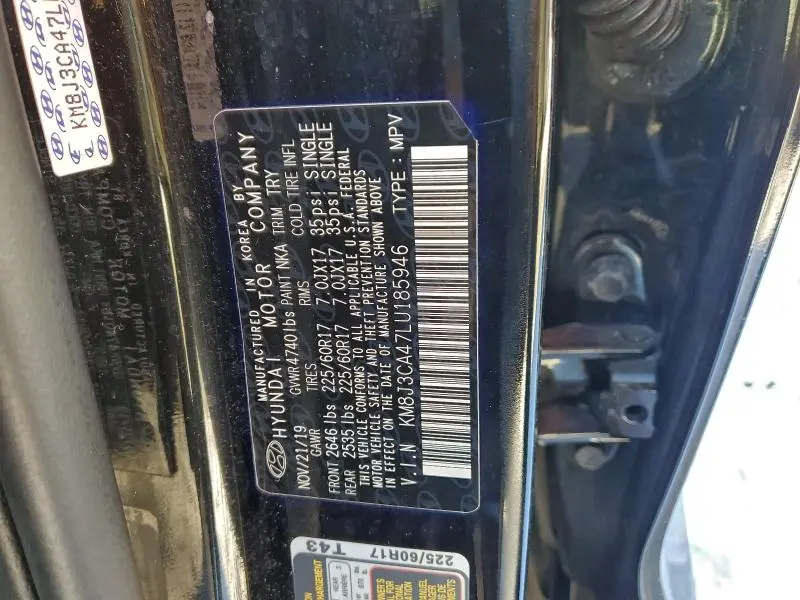 KM8J3CA47L
MANUFACTURED IN KOREA BY
HYUNDAI MOTOR COMPANY
NOV/21/19 GVWR4740lbs PAINT NKA TRIM TRY
GAWR TIRES RMS COLD TIRE INFL
FRONT 2646 lbs 225/60R17 7.0JX17 35psi SINGLE
REAR 2535 lbs 225/60R17 7.0JX17 35psi SINGLE
THIS VEHICLE CONFORMS TO ALL APPLICABLE U.S.A. FEDERAL
MOTOR VEHICLE SAFETY AND THEFT PREVENTION STANDARDS
IN EFFECT ON THE DATE OF MANUFACTURE SHOWN ABOVE
V.I.N KM8J3CA47LU185946 TYPE : MPV
T43
225/60R17